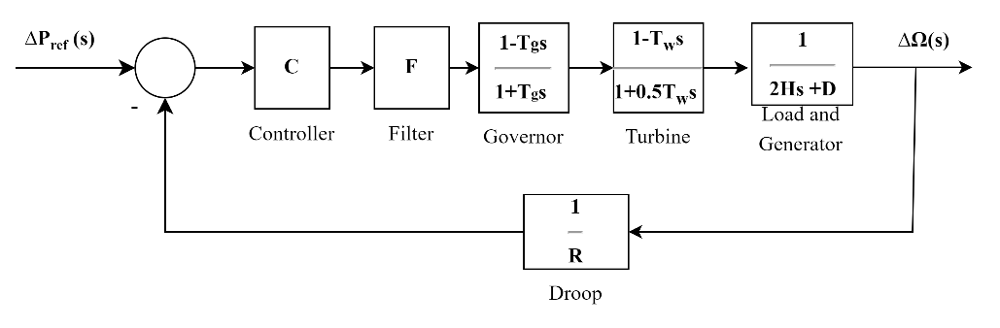 ΔPref (s)
-
C
Controller
F
Filter
1-Tgs
1+Tgs
Governor
1-Tws
1+0.5Tws
Turbine
1
2Hs +D
Load and
Generator
ΔΩ(s)
1
R
Droop